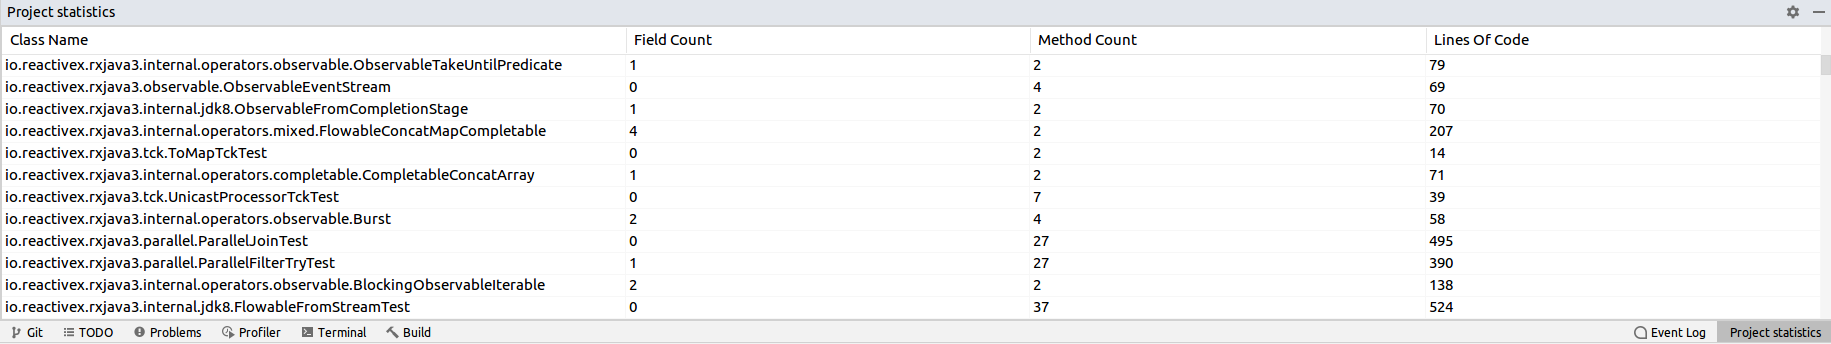 Project statistics
Class Name Field Count Method Count Lines Of Code
io.reactivex.rxjava3.internal.operators.observable.ObservableTakeUntilPredicate 1 2 79
io.reactivex.rxjava3.observable.ObservableEventStream 0 4 69
io.reactivex.rxjava3.internal.jdk8.ObservableFromCompletionStage 1 2 70
io.reactivex.rxjava3.internal.operators.mixed.FlowableConcatMapCompletable 4 2 207
io.reactivex.rxjava3.tck.ToMapTckTest 0 2 14
io.reactivex.rxjava3.internal.operators.completable.CompletableConcatArray 1 2 71
io.reactivex.rxjava3.tck.UnicastProcessorTckTest 0 7 39
io.reactivex.rxjava3.internal.operators.observable.Burst 2 4 58
io.reactivex.rxjava3.parallel.ParallelJoinTest 0 27 495
io.reactivex.rxjava3.parallel.ParallelFilterTryTest 1 27 390
io.reactivex.rxjava3.internal.operators.observable.BlockingObservableIterable 2 2 138
io.reactivex.rxjava3.internal.jdk8.FlowableFromStreamTest 0 37 524
Git TODO Problems Profiler Terminal Build Event Log Project statistics